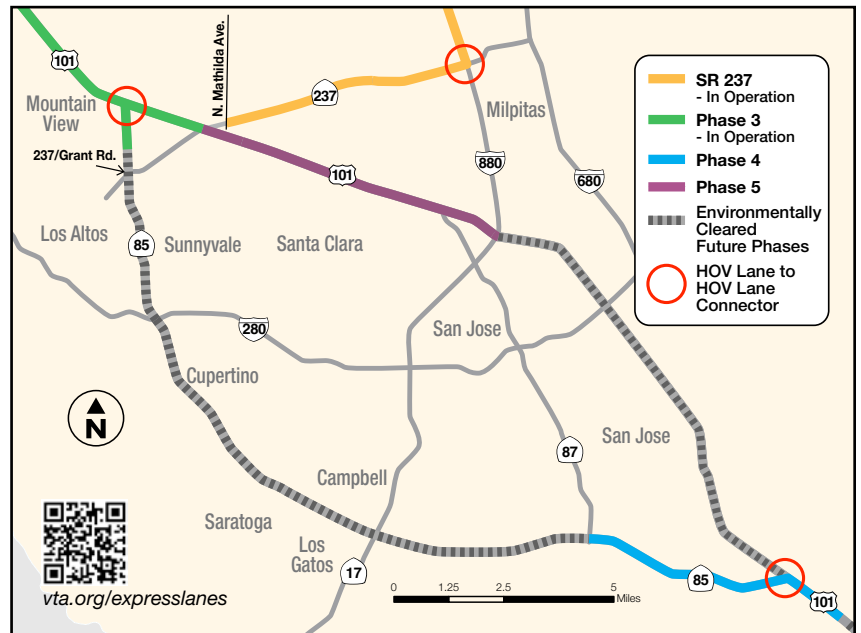 101
Mountain
View
N. Mathilda Ave.
237
Milpitas
237/Grant Rd.
880
680
101
Los Altos
85
Sunnyvale
Santa Clara
280
San Jose
Cupertino
N
San Jose
87
Campbell
Saratoga
Los
Gatos
17
85
101
vta.org/expresslanes
0
1.25
2.5
5
Miles
SR 237
- In Operation
Phase 3
- In Operation
Phase 4
Phase 5
Environmentally
Cleared
Future Phases
HOV Lane to
HOV Lane
Connector